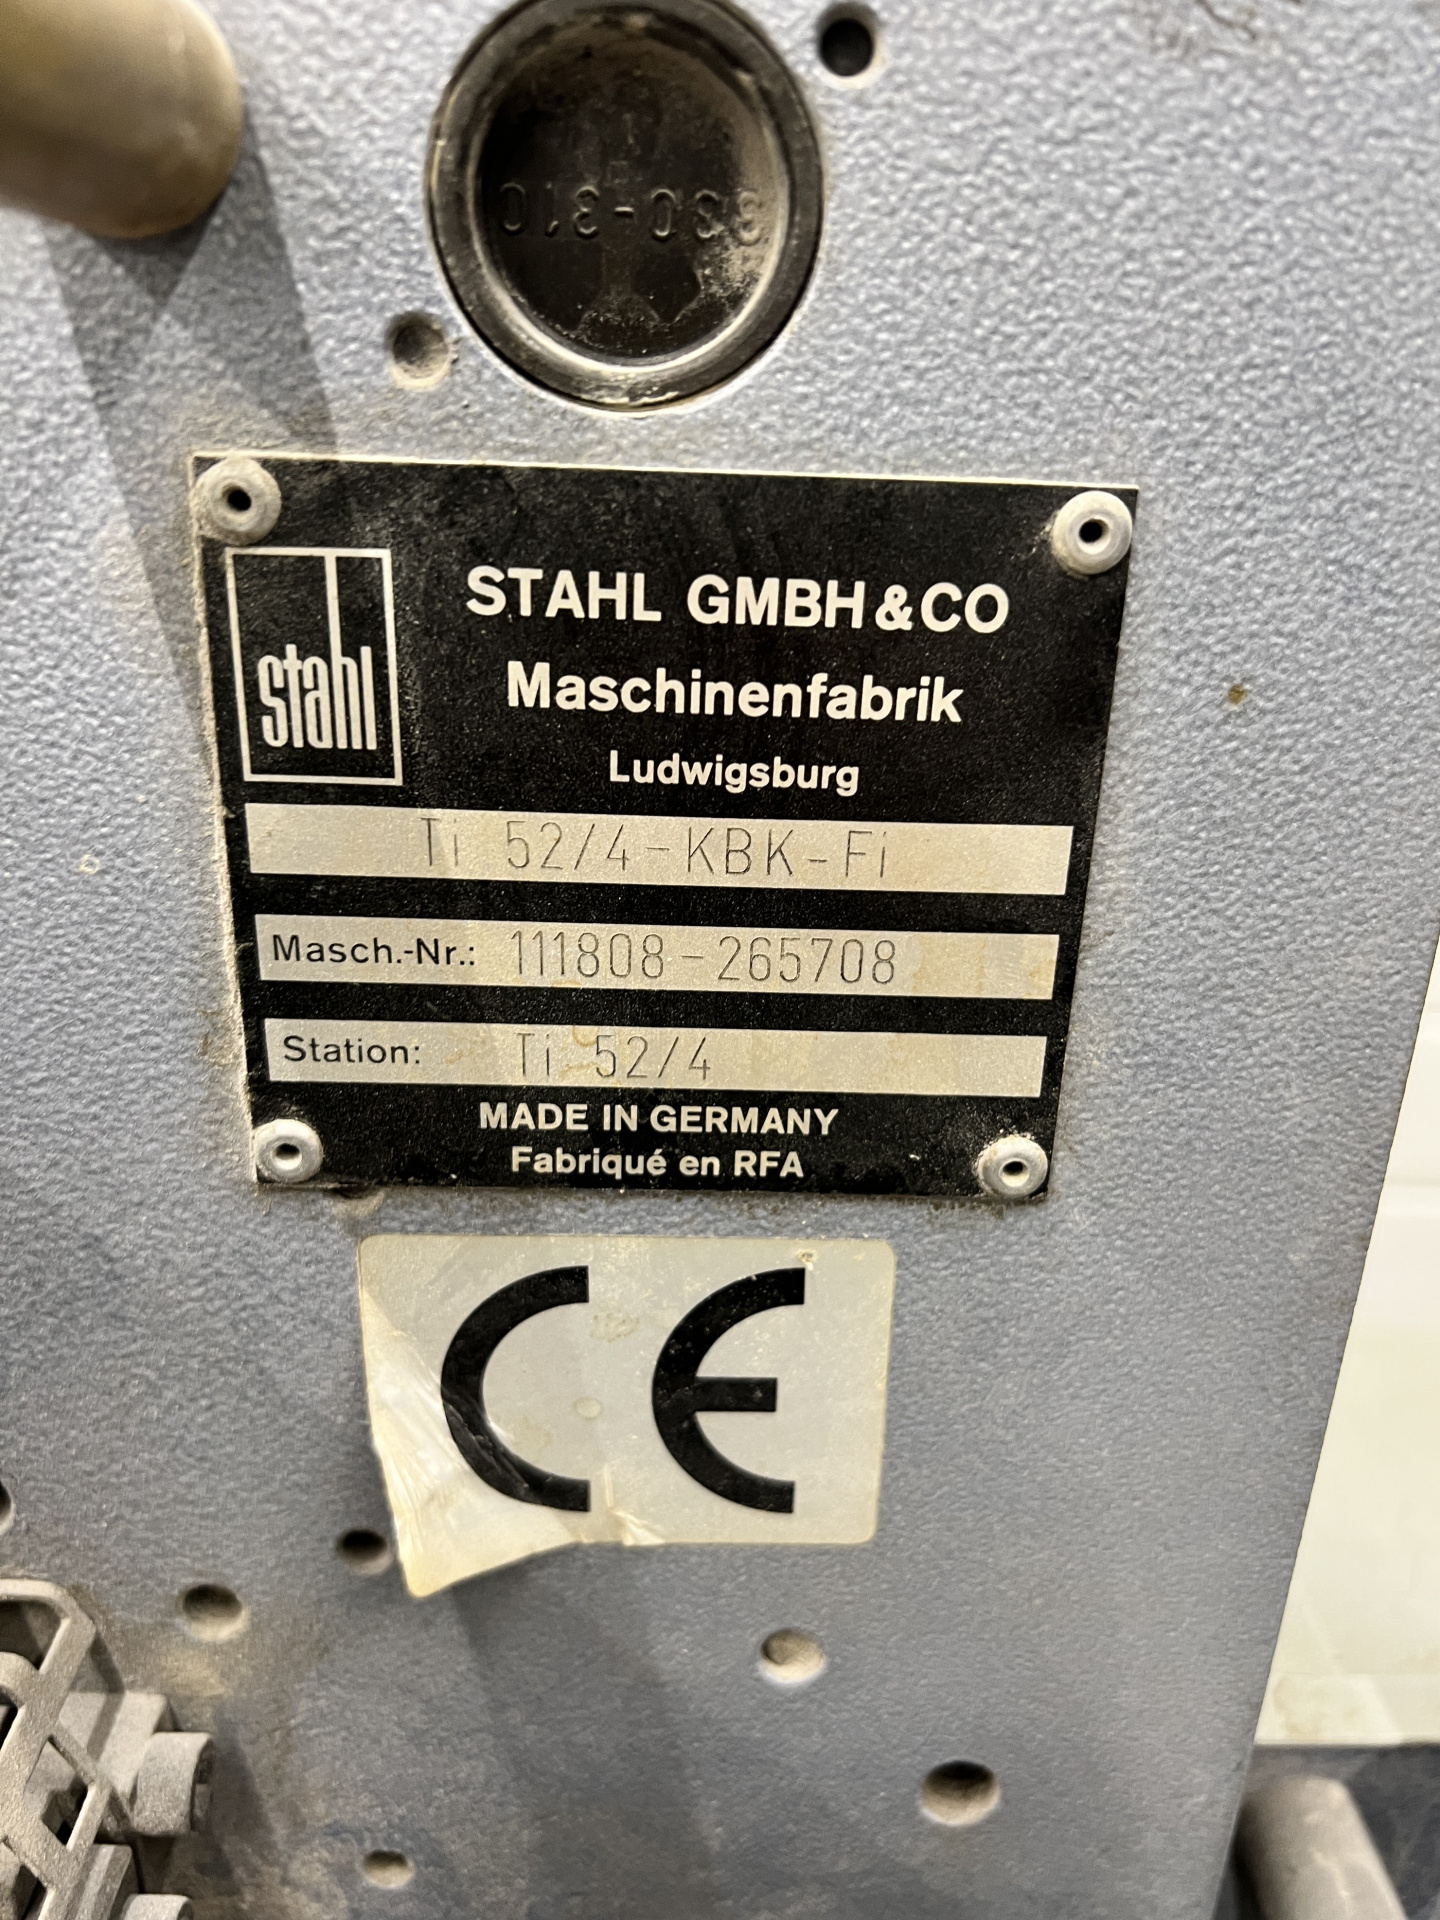 330-310
stahl
STAHL GMBH & CO
Maschinenfabrik
Ludwigsburg
Ti 52/4-KBK-Fi
Masch.-Nr.: 111808-265708
Station: Ti 52/4
MADE IN GERMANY
Fabriqué en RFA
CE